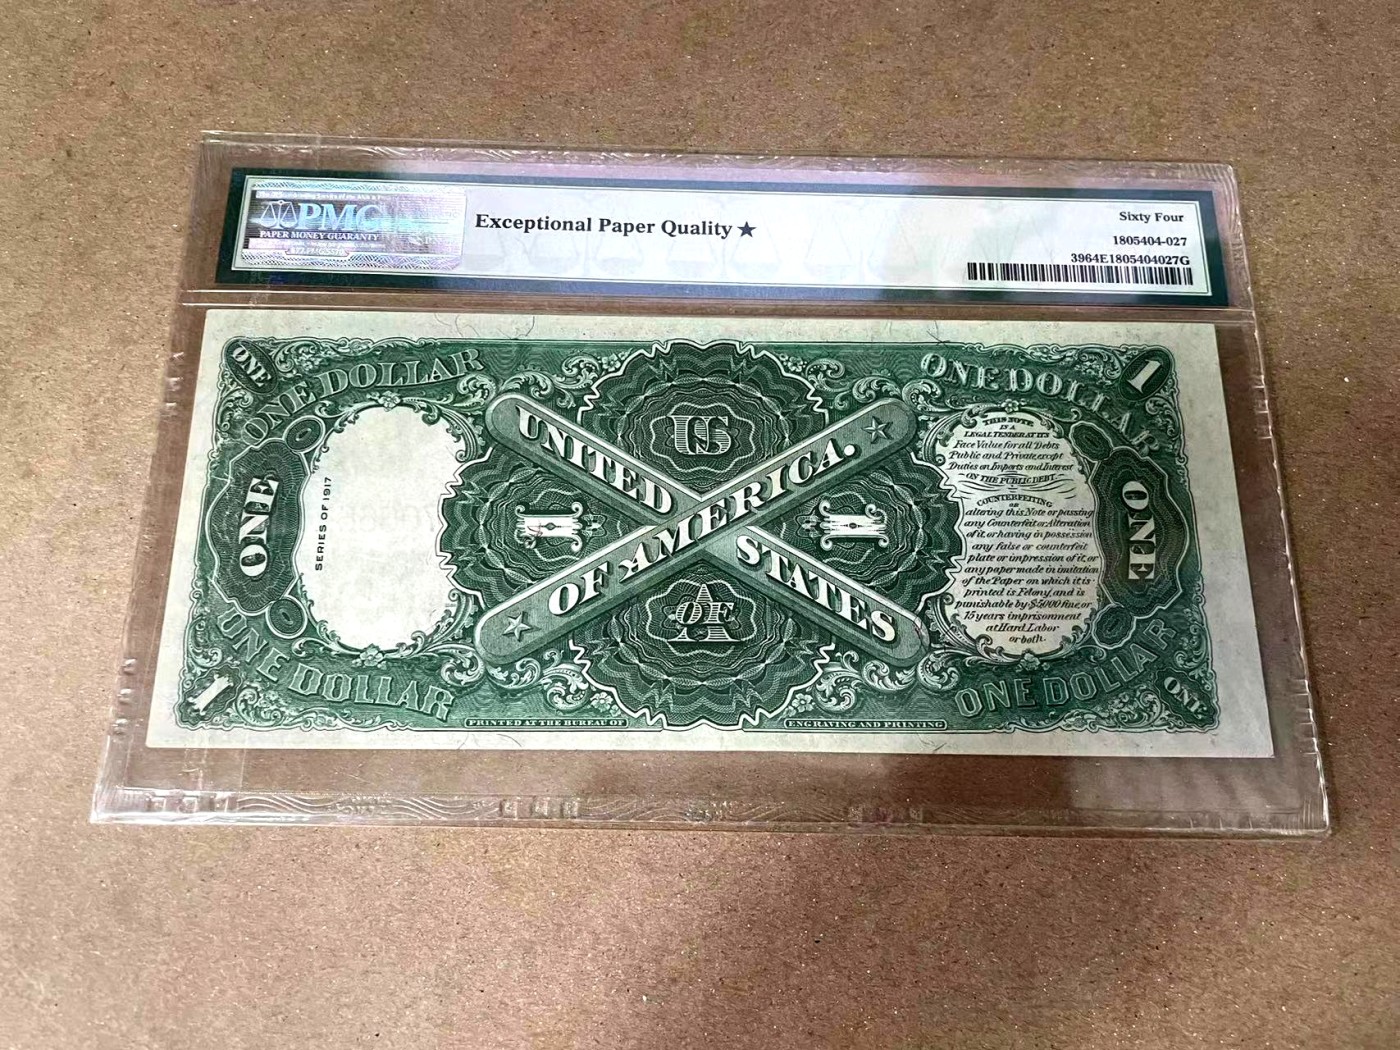 PMG
PAPER MONEY GUARANTY
Exceptional Paper Quality ★
Sixty Four
1805404-027
3964E1805404027G
ONE
ONE DOLLAR
ONE DOLLAR
1
US
UNITED
STATES
OF AMERICA.
1
1
OF
A
ONE
SERIES OF 1917
ONE
THIS NOTE
IS A
LEGAL TENDER AT ITS
Face Value for all Debts
Public and Private, except
Duties on Imports and Interest
ON THE PUBLIC DEBT.
COUNTERFEITING
OR
altering this Note or passing
any Counterfeit or Alteration
of it, or having in possession
any false or counterfeit
plate or impression of it, or
any paper made in imitation
of the Paper on which it is
printed is Felony, and is
punishable by $5000 fine, or
15 years imprisonment
at Hard Labor
or both.
1
ONE DOLLAR
ONE DOLLAR
ONE
PRINTED AT THE BUREAU OF
ENGRAVING AND PRINTING